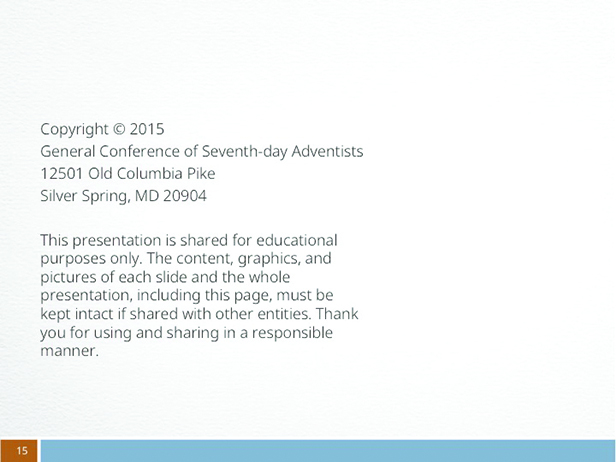 Copyright © 2015
General Conference of Seventh-day Adventists
12501 Old Columbia Pike
Silver Spring, MD 20904
This presentation is shared for educational
purposes only. The content, graphics, and
pictures of each slide and the whole
presentation, including this page, must be
kept intact if shared with other entities. Thank
you for using and sharing in a responsible
manner.
15